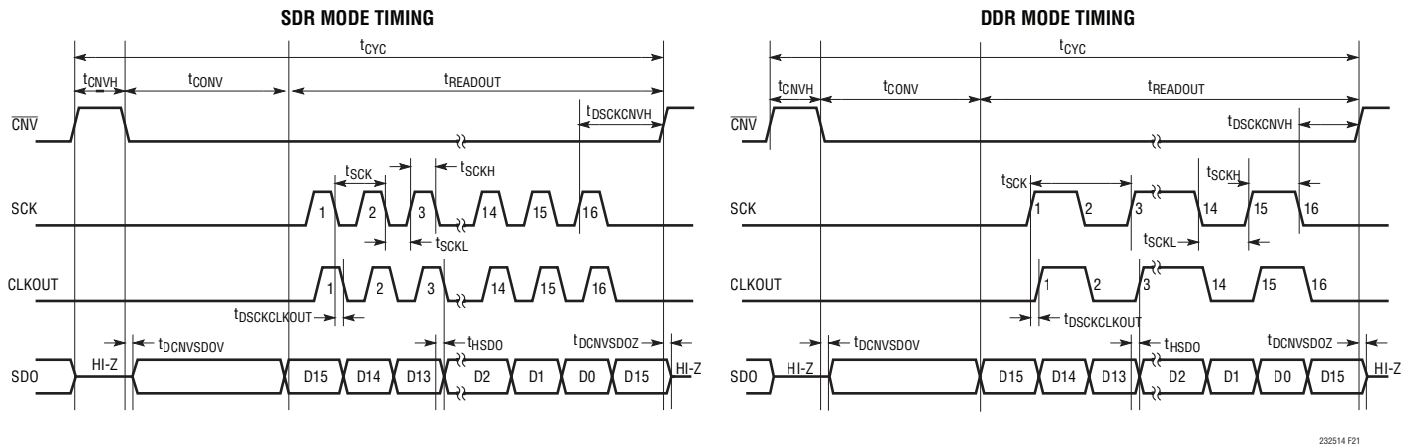 SDR MODE TIMING
tCYC
tCNVH
tCONV
tREADOUT
tDSCKCNVH
CNV
tSCK
tSCKH
SCK
1
2
3
14
15
16
tSCKL
CLKOUT
1
2
3
14
15
16
tDSCKCLKOUT
tDCNVSDOV
tHSDO
tDCNVSDOZ
SDO
HI-Z
D15
D14
D13
D2
D1
D0
D15
HI-Z
DDR MODE TIMING
tCYC
tCNVH
tCONV
tREADOUT
tDSCKCNVH
CNV
tSCK
tSCKH
SCK
1
2
3
14
15
16
tSCKL
CLKOUT
1
2
3
14
15
16
tDSCKCLKOUT
tDCNVSDOV
tHSDO
tDCNVSDOZ
SDO
HI-Z
D15
D14
D13
D2
D1
D0
D15
HI-Z
232514 F21